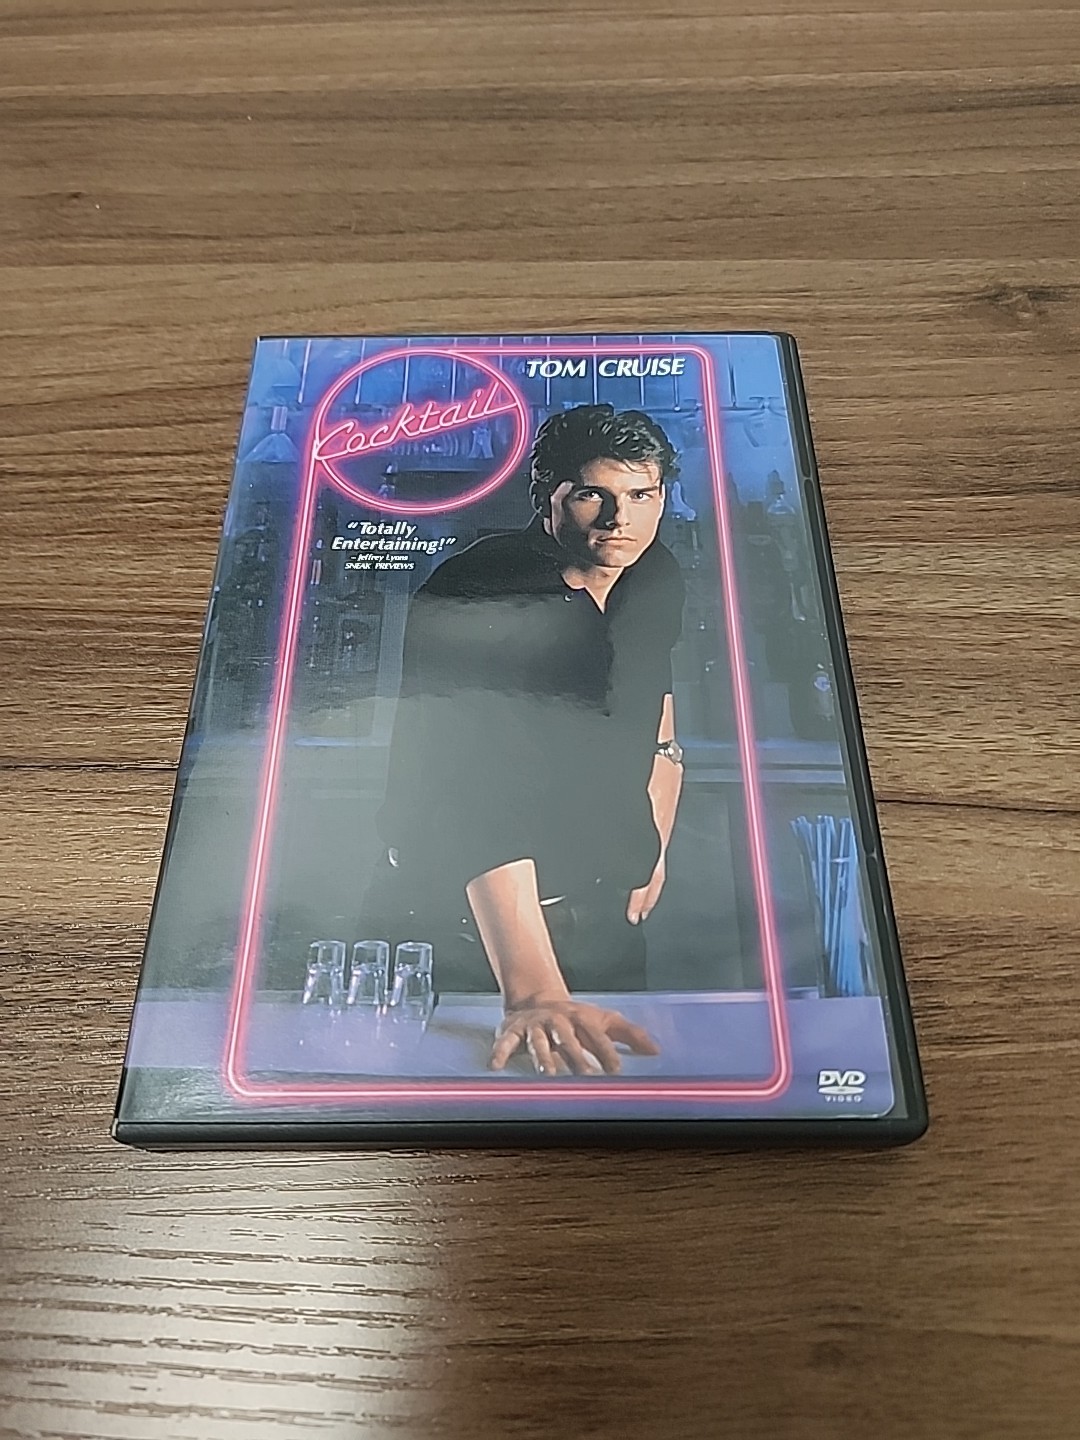 TOM CRUISE
Cocktail
"Totally
Entertaining!"
– Jeffrey Lyons
SNEAK PREVIEWS
DVD
VIDEO